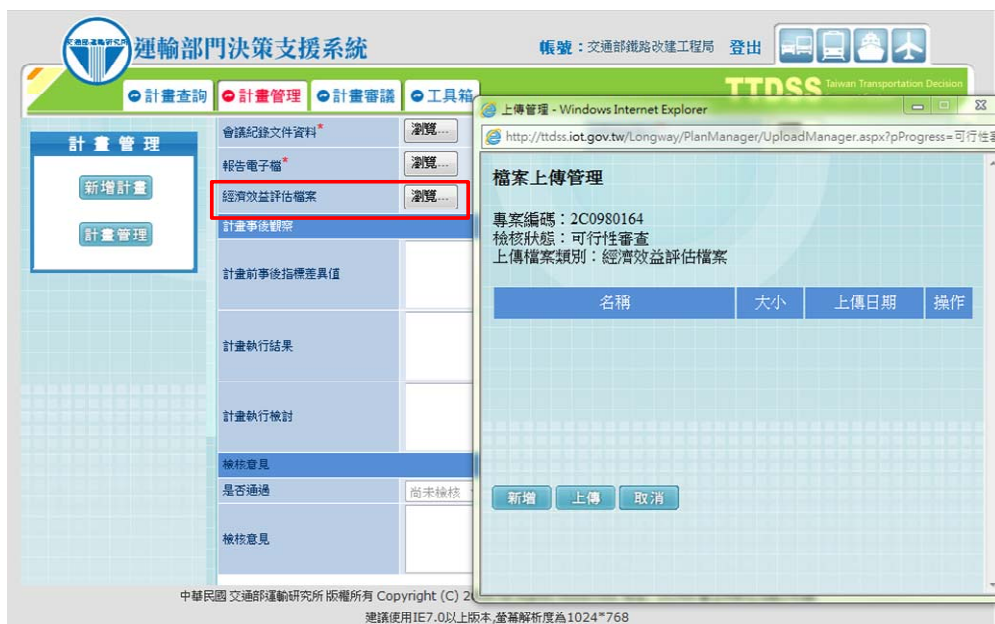 交通部運輸研究所
運輸部門決策支援系統
帳號：交通部鐵路改建工程局 登出
計畫查詢 計畫管理 計畫審議 工具箱
TTDSS Taiwan Transportation Decision
計畫管理
新增計畫
計畫管理
會議紀錄文件資料* 瀏覽...
報告電子檔* 瀏覽...
經濟效益評估檔案 瀏覽...
計畫事後觀察
計畫前事後指標差異值
計畫執行結果
計畫執行檢討
檢核意見
是否通過 尚未檢核
檢核意見
上傳管理 - Windows Internet Explorer
http://ttdss.iot.gov.tw/Longway/PlanManager/UploadManager.aspx?pProgress=可行性審
檔案上傳管理
專案編碼：2C0980164
檢核狀態：可行性審查
上傳檔案類別：經濟效益評估檔案
名稱 大小 上傳日期 操作
新增 上傳 取消
中華民國 交通部運輸研究所 版權所有 Copyright (C) 2
建議使用IE7.0以上版本,螢幕解析度為1024*768